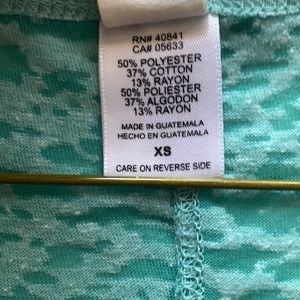 RN# 40841
CA# 05633
50% POLYESTER
37% COTTON
13% RAYON
50% POLIESTER
37% ALGODON
13% RAYON
MADE IN GUATEMALA
HECHO EN GUATEMALA
XS
CARE ON REVERSE SIDE